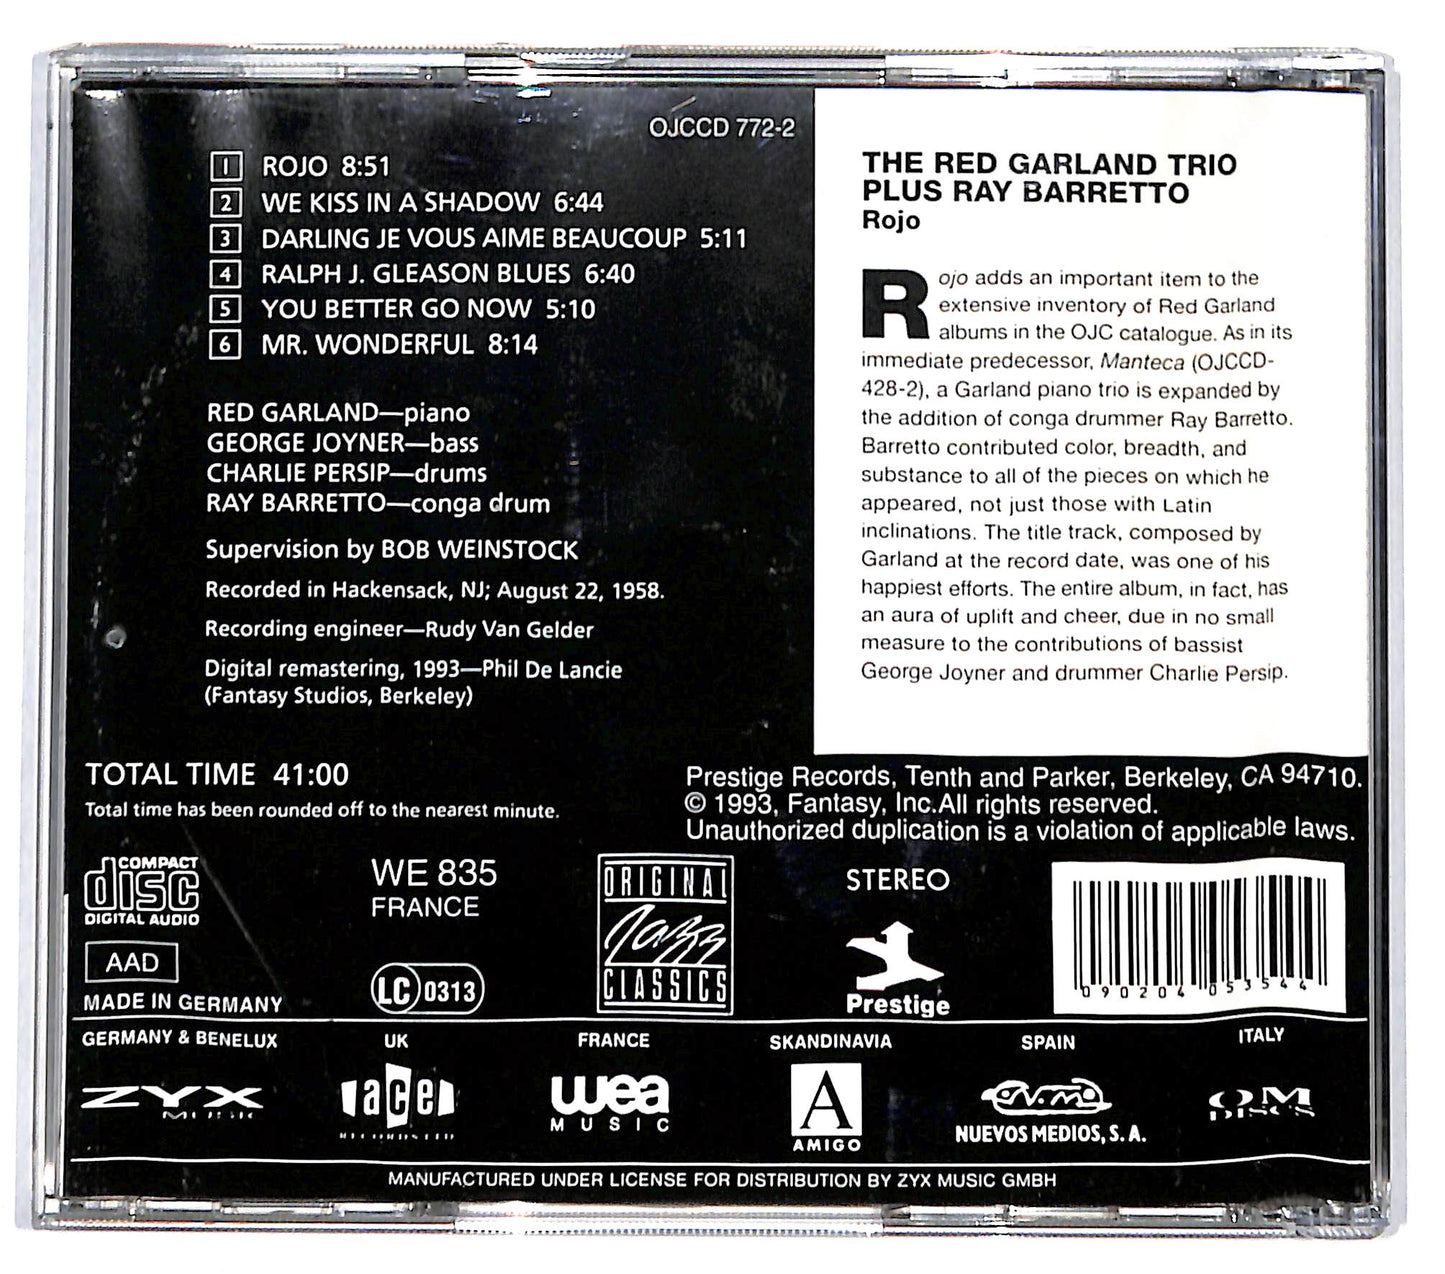 OJCCD 772-2
1 ROJO 8:51
2 WE KISS IN A SHADOW 6:44
3 DARLING JE VOUS AIME BEAUCOUP 5:11
4 RALPH J. GLEASON BLUES 6:40
5 YOU BETTER GO NOW 5:10
6 MR. WONDERFUL 8:14
RED GARLAND—piano
GEORGE JOYNER—bass
CHARLIE PERSIP—drums
RAY BARRETTO—conga drum
Supervision by BOB WEINSTOCK
Recorded in Hackensack, NJ; August 22, 1958.
Recording engineer—Rudy Van Gelder
Digital remastering, 1993—Phil De Lancie
(Fantasy Studios, Berkeley)
THE RED GARLAND TRIO
PLUS RAY BARRETTO
Rojo
Rojo adds an important item to the
extensive inventory of Red Garland
albums in the OJC catalogue. As in its
immediate predecessor, Manteca (OJCCD-
428-2), a Garland piano trio is expanded by
the addition of conga drummer Ray Barretto.
Barretto contributed color, breadth, and
substance to all of the pieces on which he
appeared, not just those with Latin
inclinations. The title track, composed by
Garland at the record date, was one of his
happiest efforts. The entire album, in fact, has
an aura of uplift and cheer, due in no small
measure to the contributions of bassist
George Joyner and drummer Charlie Persip.
TOTAL TIME 41:00
Total time has been rounded off to the nearest minute.
Prestige Records, Tenth and Parker, Berkeley, CA 94710.
© 1993, Fantasy, Inc.All rights reserved.
Unauthorized duplication is a violation of applicable laws.
COMPACT
disc
DIGITAL AUDIO
AAD
MADE IN GERMANY
WE 835
FRANCE
LC 0313
ORIGINAL
Jazz
CLASSICS
STEREO
Prestige
090204 053544
GERMANY & BENELUX
ZYX
MUSIC
UK
ace
RECORDS LTD
FRANCE
wea
MUSIC
SKANDINAVIA
A
AMIGO
SPAIN
n.m.
NUEVOS MEDIOS, S.A.
ITALY
OM
DISCS
MANUFACTURED UNDER LICENSE FOR DISTRIBUTION BY ZYX MUSIC GMBH